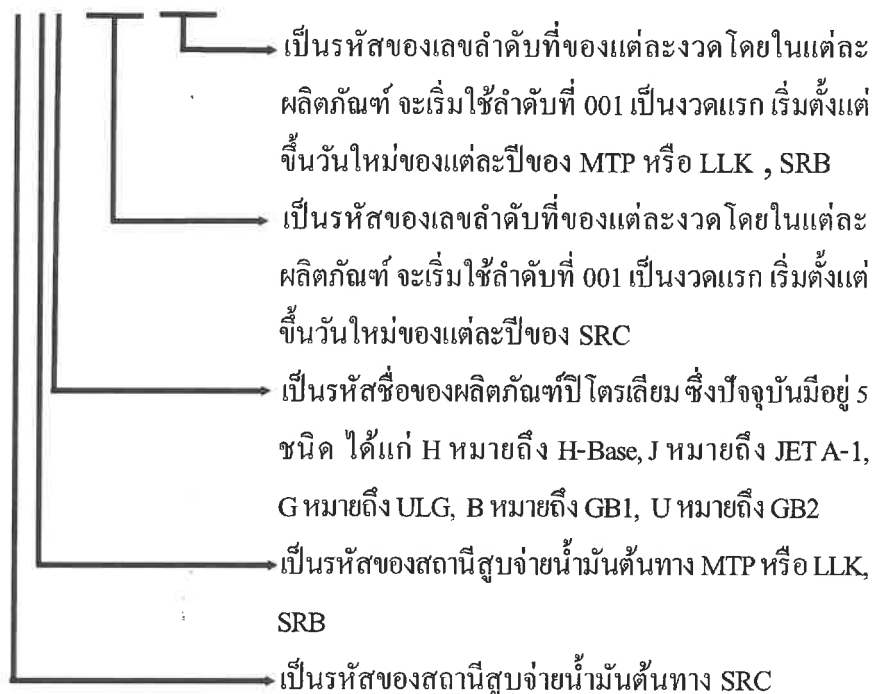 เป็นรหัสของเลขลำดับที่ของแต่ละงวดโดยในแต่ละ
ผลิตภัณฑ์ จะเริ่มใช้ลำดับที่ 001 เป็นงวดแรก เริ่มตั้งแต่
ขึ้นวันใหม่ของแต่ละปีของ MTP หรือ LLK , SRB
เป็นรหัสของเลขลำดับที่ของแต่ละงวดโดยในแต่ละ
ผลิตภัณฑ์ จะเริ่มใช้ลำดับที่ 001 เป็นงวดแรก เริ่มตั้งแต่
ขึ้นวันใหม่ของแต่ละปีของ SRC
เป็นรหัสชื่อของผลิตภัณฑ์ปิโตรเลียม ซึ่งปัจจุบันมีอยู่ 5
ชนิด ได้แก่ H หมายถึง H-Base, J หมายถึง JET A-1,
G หมายถึง ULG, B หมายถึง GB1, U หมายถึง GB2
เป็นรหัสของสถานีสูบจ่ายน้ำมันต้นทาง MTP หรือ LLK,
SRB
เป็นรหัสของสถานีสูบจ่ายน้ำมันต้นทาง SRC